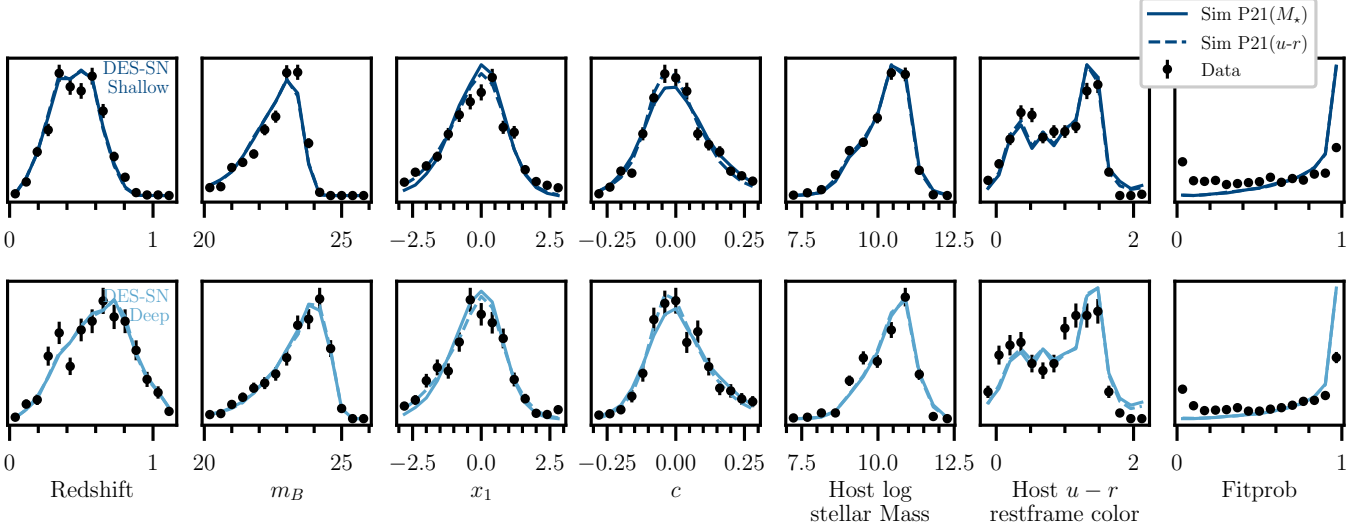 Sim P21(M⋆)
Sim P21(u-r)
Data
DES-SN
Shallow
0 1 20 25 −2.5 0.0 2.5 −0.25 0.00 0.25 7.5 10.0 12.5 0 2 0 1
DES-SN
Deep
0 1 20 25 −2.5 0.0 2.5 −0.25 0.00 0.25 7.5 10.0 12.5 0 2 0 1
Redshift m_B x_1 c Host log Host u − r Fitprob
stellar Mass restframe color